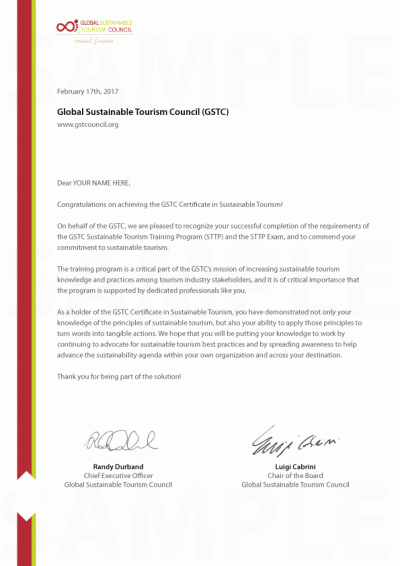 SAMPLE
GLOBALSUSTAINABLE
TOURISM COUNCIL
travel forever
February 17th, 2017
Global Sustainable Tourism Council (GSTC)
www.gstcouncil.org
Dear YOUR NAME HERE,
Congratulations on achieving the GSTC Certificate in Sustainable Tourism!
On behalf of the GSTC, we are pleased to recognize your successful completion of the requirements of
the GSTC Sustainable Tourism Training Program (STTP) and the STTP Exam, and to commend your
commitment to sustainable tourism.
The training program is a critical part of the GSTC's mission of increasing sustainable tourism
knowledge and practices among tourism industry stakeholders, and it is of critical importance that
the program is supported by dedicated professionals like you.
As a holder of the GSTC Certificate in Sustainable Tourism, you have demonstrated not only your
knowledge of the principles of sustainable tourism, but also your ability to apply those principles to
turn words into tangible actions. We hope that you will be putting your knowledge to work by
continuing to advocate for sustainable tourism best practices and by spreading awareness to help
advance the sustainability agenda within your own organization and across your destination.
Thank you for being part of the solution!
Luigi Cabrini
Randy Durband
Chief Executive Officer
Global Sustainable Tourism Council
Luigi Cabrini
Chair of the Board
Global Sustainable Tourism Council
SAMPLE